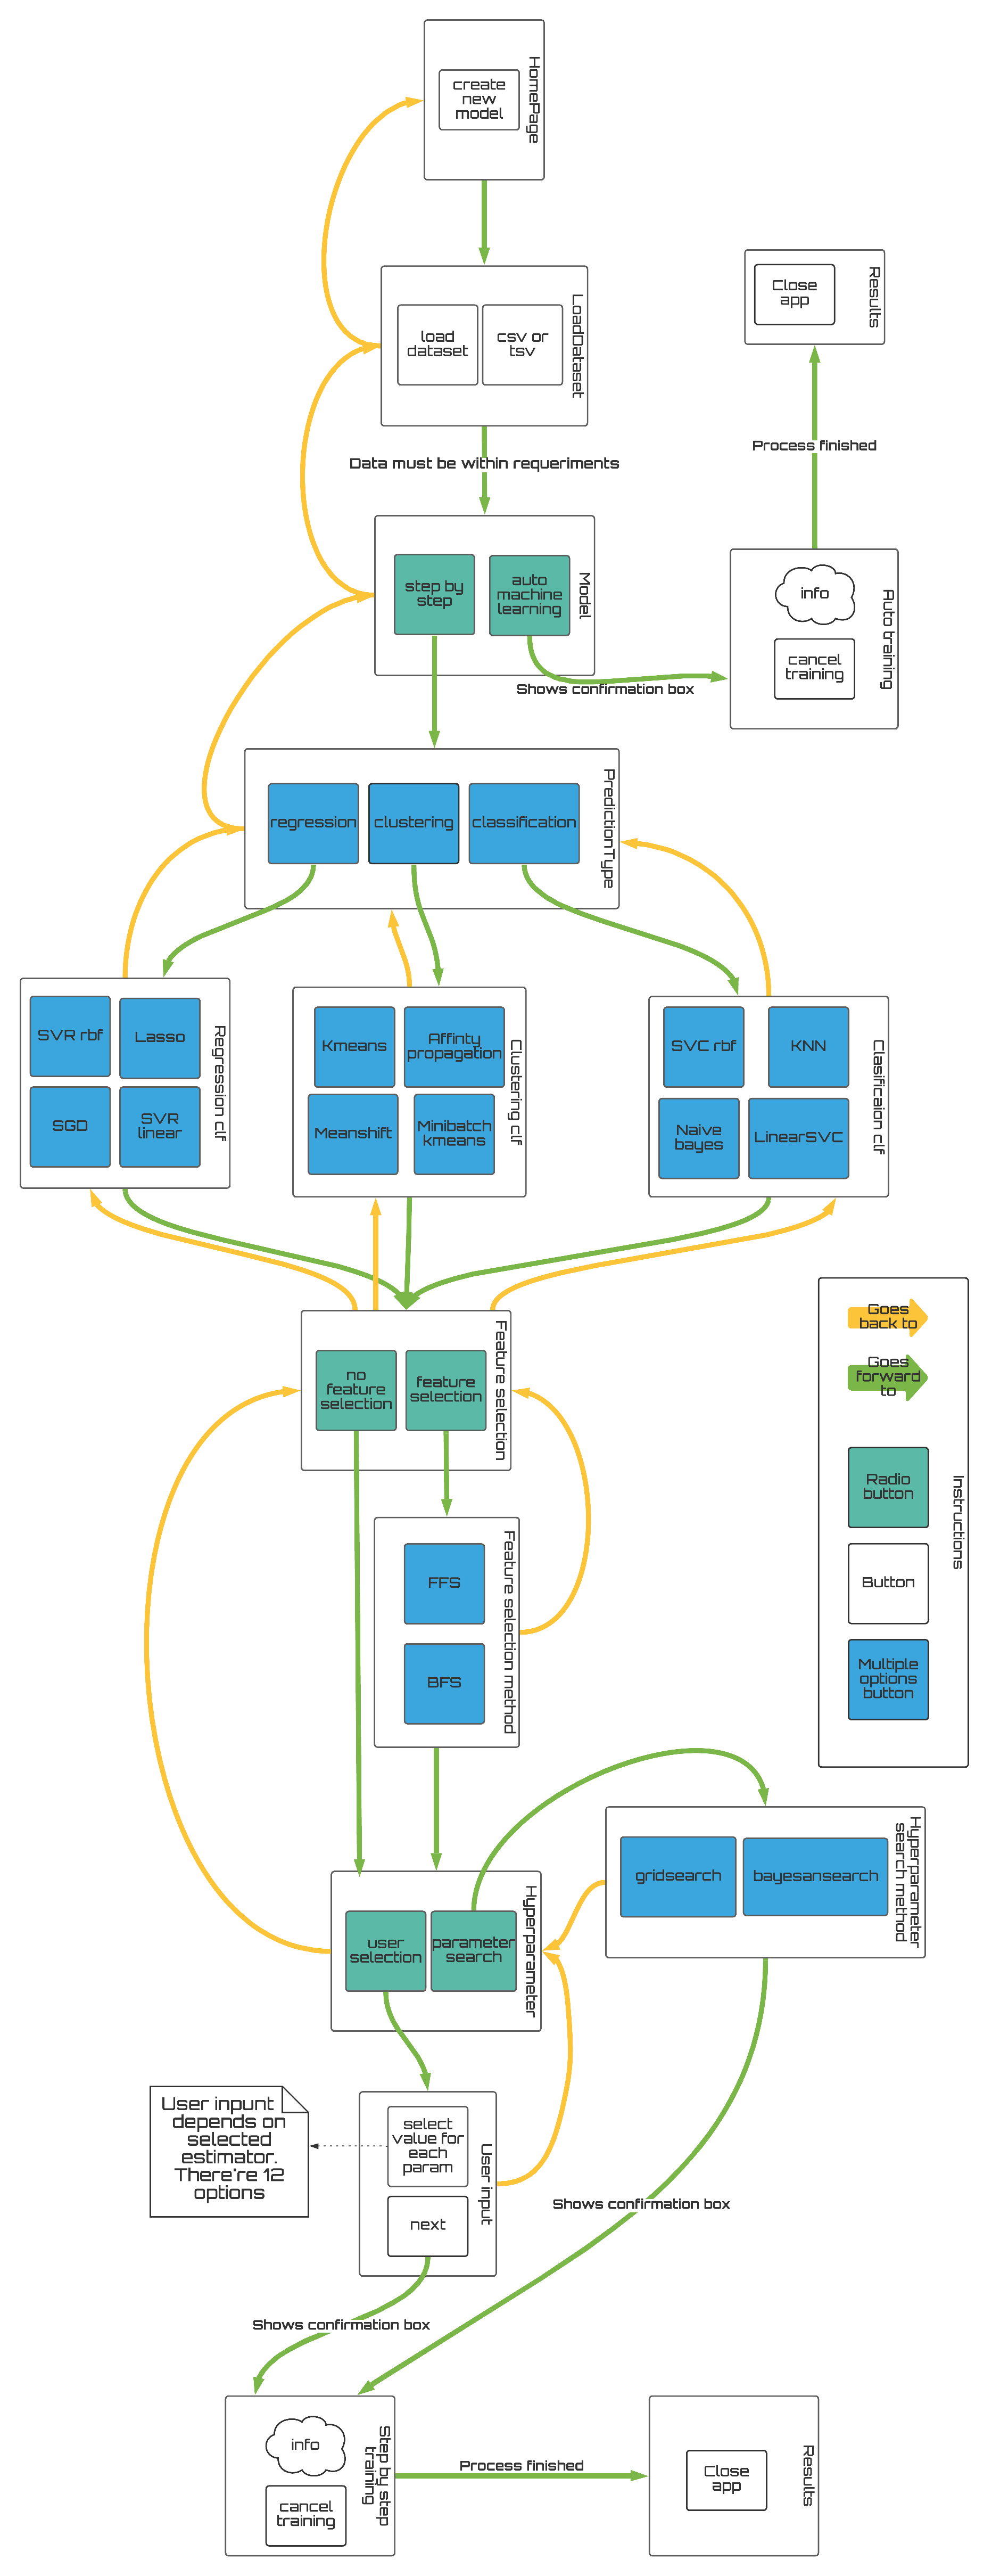 HomePage
create
new
model
LoadDataset
load
dataset
csv or
tsv
Results
Close
app
Process finished
Data must be within requeriments
Model
step by
step
auto
machine
learning
Auto training
info
cancel
training
Shows confirmation box
PredictionType
regression
clustering
classification
Regression clf
SVR rbf
Lasso
SGD
SVR
linear
Clustering clf
Kmeans
Affinty
propagation
Meanshift
Minibatch
kmeans
Clasificaion clf
SVC rbf
KNN
Naive
bayes
LinearSVC
Instructions
Goes
back to
Goes
forward
to
Radio
button
Button
Multiple
options
button
Feature selection
no
feature
selection
feature
selection
Feature selection method
FFS
BFS
Hyperparameter
search method
gridsearch
bayesansearch
Hyperparameter
user
selection
parameter
search
User inpunt
depends on
selected
estimator.
There're 12
options
User input
select
value for
each
param
next
Shows confirmation box
Shows confirmation box
Step by step
training
info
cancel
training
Process finished
Results
Close
app